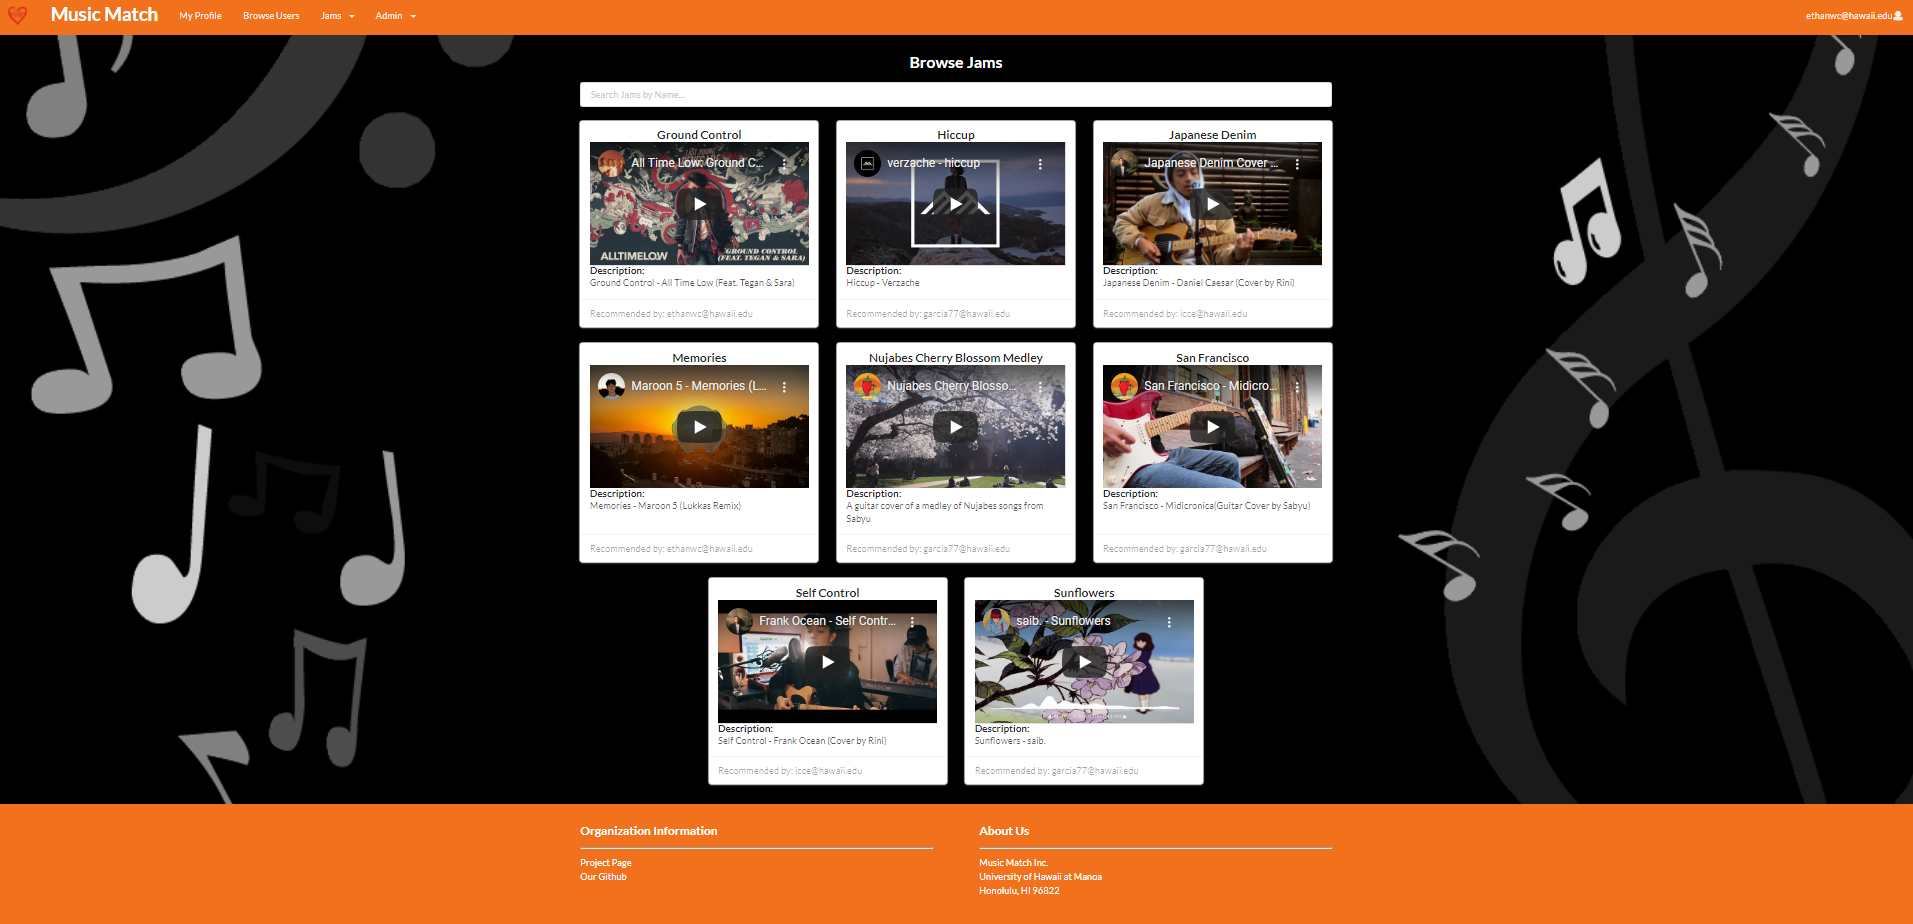 Music Match My Profile Browse Users Jams Admin ethanwc@hawaii.edu
Browse Jams
Search Jams by Name...
Ground Control
All Time Low: Ground C...
ALLTIMELOW
GROUND CONTROL
(FEAT. TEGAN & SARA)
Description:
Ground Control - All Time Low (Feat. Tegan & Sara)
Recommended by: ethanwc@hawaii.edu
Hiccup
verzache - hiccup
Description:
Hiccup - Verzache
Recommended by: garcia77@hawaii.edu
Japanese Denim
Japanese Denim Cover ...
Description:
Japanese Denim - Daniel Caesar (Cover by Rini)
Recommended by: icce@hawaii.edu
Memories
Maroon 5 - Memories (L...
Description:
Memories - Maroon 5 (Lukkas Remix)
Recommended by: ethanwc@hawaii.edu
Nujabes Cherry Blossom Medley
Nujabes Cherry Blosso...
Description:
A guitar cover of a medley of Nujabes songs from
Sabyu
Recommended by: garcia77@hawaii.edu
San Francisco
San Francisco - Midicro...
Description:
San Francisco - Midicronica(Guitar Cover by Sabyu)
Recommended by: garcia77@hawaii.edu
Self Control
Frank Ocean - Self Contr...
Description:
Self Control - Frank Ocean (Cover by Rini)
Recommended by: icce@hawaii.edu
Sunflowers
saib. - Sunflowers
Description:
Sunflowers - saib.
Recommended by: garcia77@hawaii.edu
Organization Information
Project Page
Our Github
About Us
Music Match Inc.
University of Hawaii at Manoa
Honolulu, HI 96822